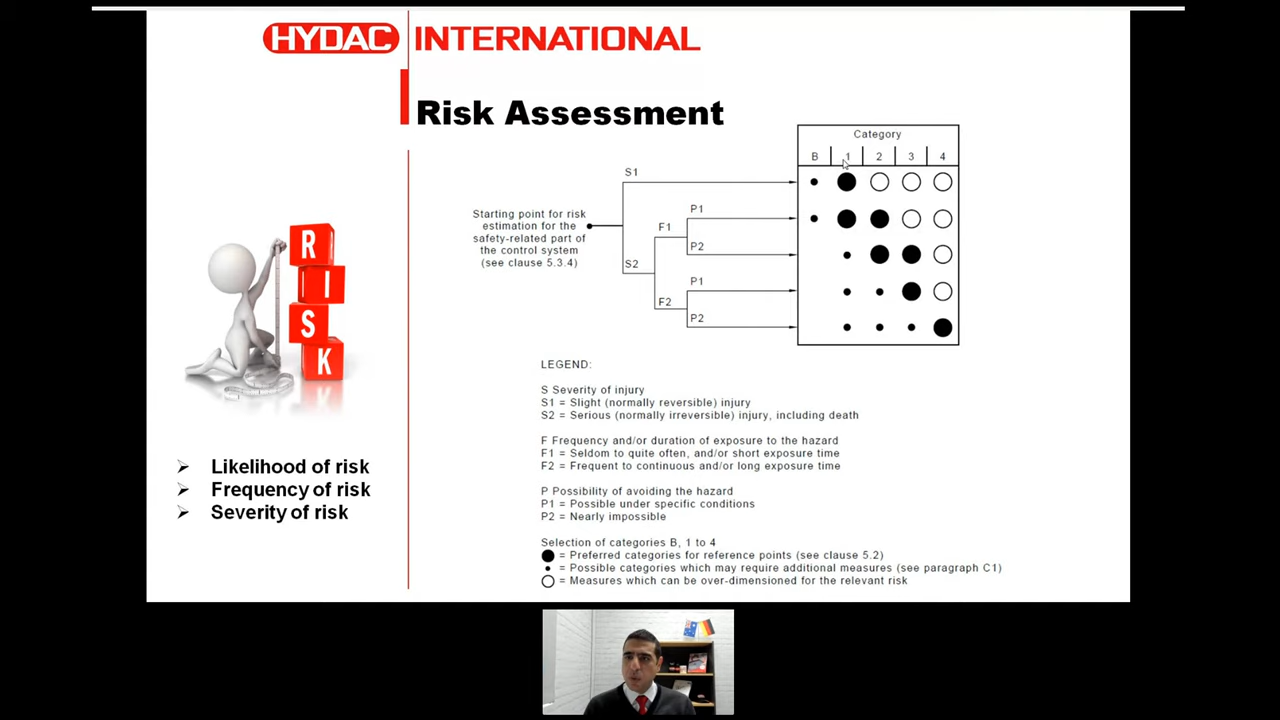 HYDAC INTERNATIONAL
Risk Assessment
Category
B 1 2 3 4
S1
P1
Starting point for risk
estimation for the
safety-related part of
the control system
(see clause 5.3.4)
F1
P2
S2
P1
F2
P2
R
I
S
K
Likelihood of risk
Frequency of risk
Severity of risk
LEGEND:
S Severity of injury
S1 = Slight (normally reversible) injury
S2 = Serious (normally irreversible) injury, including death
F Frequency and/or duration of exposure to the hazard
F1 = Seldom to quite often, and/or short exposure time
F2 = Frequent to continuous and/or long exposure time
P Possibility of avoiding the hazard
P1 = Possible under specific conditions
P2 = Nearly impossible
Selection of categories B, 1 to 4
= Preferred categories for reference points (see clause 5.2)
= Possible categories which may require additional measures (see paragraph C1)
= Measures which can be over-dimensioned for the relevant risk